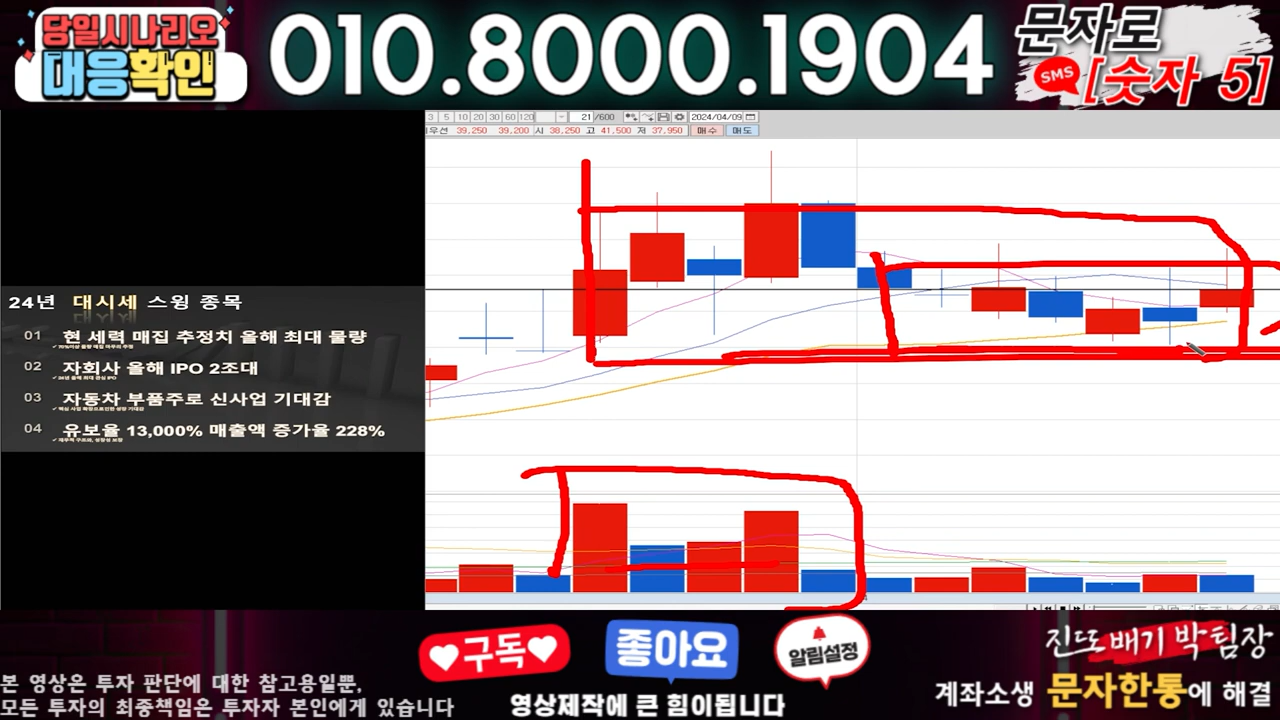 당일시나리오
대응확인
010.8000.1904
문자로
SMS
[숫자 5]
3 5 10 20 30 60 120 21 /600 2024/04/09
우선 39,250 39,200 시 38,250 고 41,500 저 37,950 매수 매도
24년 대시세 스윙 종목
01 현 세력 매집 추정치 올해 최대 물량
02 자회사 올해 IPO 2조대
03 자동차 부품주로 신사업 기대감
04 유보율 13,000% 매출액 증가율 228%
구독
좋아요
알림설정
진또배기 박팀장
본 영상은 투자 판단에 대한 참고용일뿐,
모든 투자의 최종책임은 투자자 본인에게 있습니다
영상제작에 큰 힘이됩니다
계좌소생 문자한통에 해결